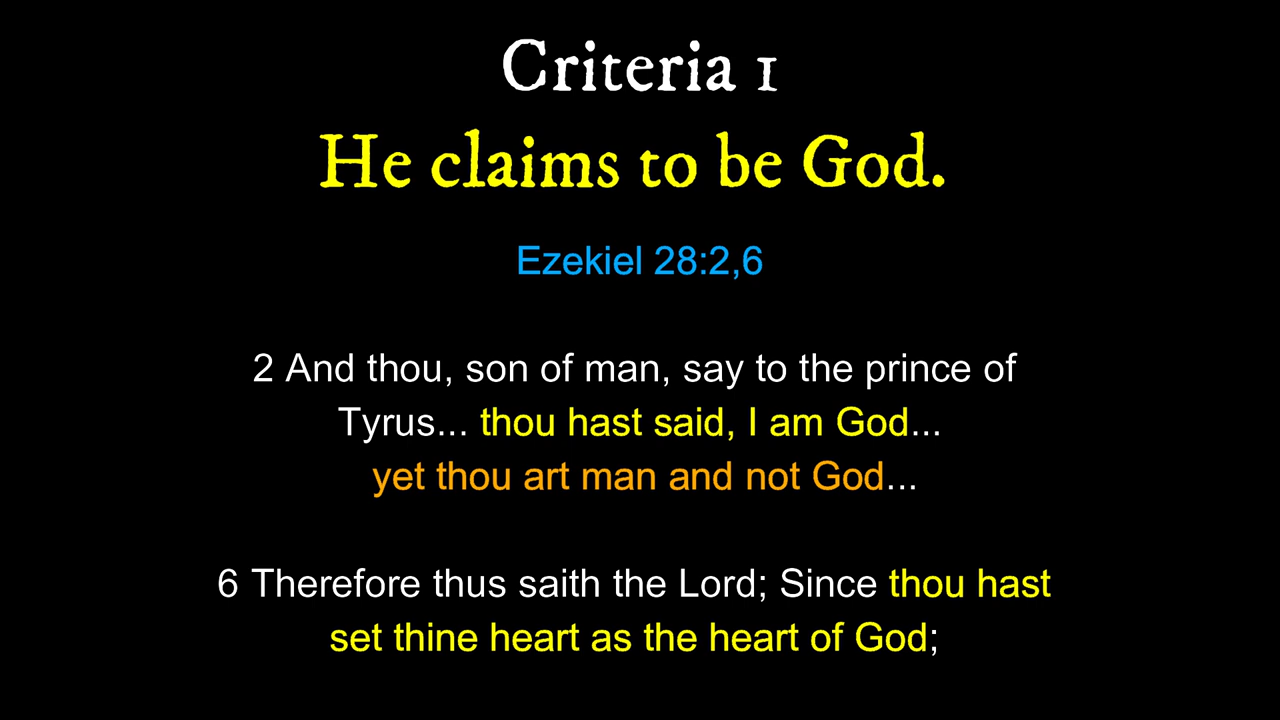 Criteria 1
He claims to be God.
Ezekiel 28:2,6
2 And thou, son of man, say to the prince of
Tyrus... thou hast said, I am God...
yet thou art man and not God...
6 Therefore thus saith the Lord; Since thou hast
set thine heart as the heart of God;